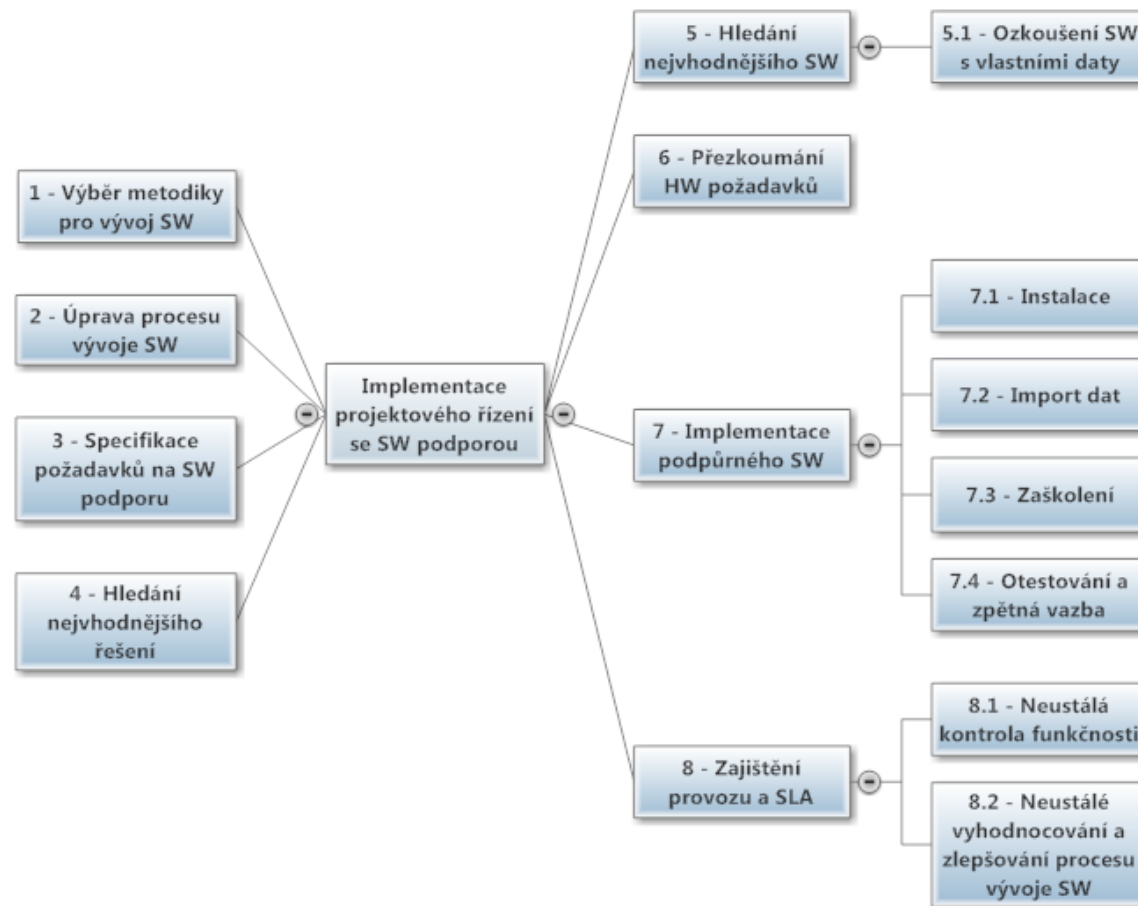 1 - Výběr metodiky
pro vývoj SW
2 - Úprava procesu
vývoje SW
3 - Specifikace
požadavků na SW
podporu
4 - Hledání
nejvhodnějšího
řešení
Implementace
projektového řízení
se SW podporou
5 - Hledání
nejvhodnějšího SW
5.1 - Ozkoušení SW
s vlastními daty
6 - Přezkoumání
HW požadavků
7 - Implementace
podpůrného SW
7.1 - Instalace
7.2 - Import dat
7.3 - Zaškolení
7.4 - Otestování a
zpětná vazba
8 - Zajištění
provozu a SLA
8.1 - Neustálá
kontrola funkčnosti
8.2 - Neustálé
vyhodnocování a
zlepšování procesu
vývoje SW